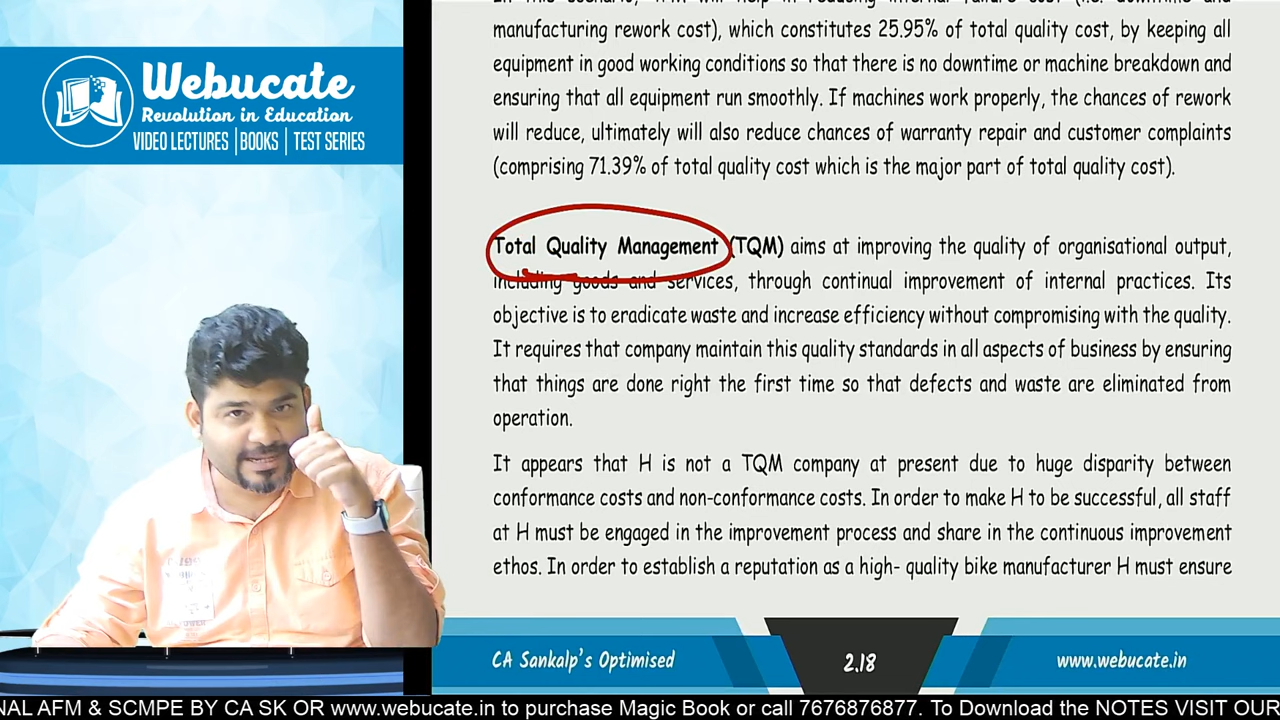 Webucate
Revolution in Education
VIDEO LECTURES | BOOKS | TEST SERIES
manufacturing rework cost), which constitutes 25.95% of total quality cost, by keeping all
equipment in good working conditions so that there is no downtime or machine breakdown and
ensuring that all equipment run smoothly. If machines work properly, the chances of rework
will reduce, ultimately will also reduce chances of warranty repair and customer complaints
(comprising 71.39% of total quality cost which is the major part of total quality cost).
Total Quality Management (TQM) aims at improving the quality of organisational output,
including goods and services, through continual improvement of internal practices. Its
objective is to eradicate waste and increase efficiency without compromising with the quality.
It requires that company maintain this quality standards in all aspects of business by ensuring
that things are done right the first time so that defects and waste are eliminated from
operation.
It appears that H is not a TQM company at present due to huge disparity between
conformance costs and non-conformance costs. In order to make H to be successful, all staff
at H must be engaged in the improvement process and share in the continuous improvement
ethos. In order to establish a reputation as a high- quality bike manufacturer H must ensure
CA Sankalp's Optimised
2.18
www.webucate.in
NAL AFM & SCMPE BY CA SK OR www.webucate.in to purchase Magic Book or call 7676876877. To Download the NOTES VISIT OUR